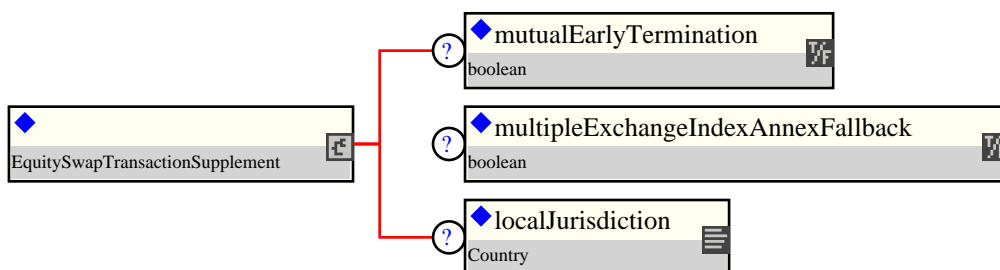 ?
mutualEarlyTermination
T/F
boolean
EquitySwapTransactionSupplement
?
multipleExchangeIndexAnnexFallback
boolean
?
localJurisdiction
Country